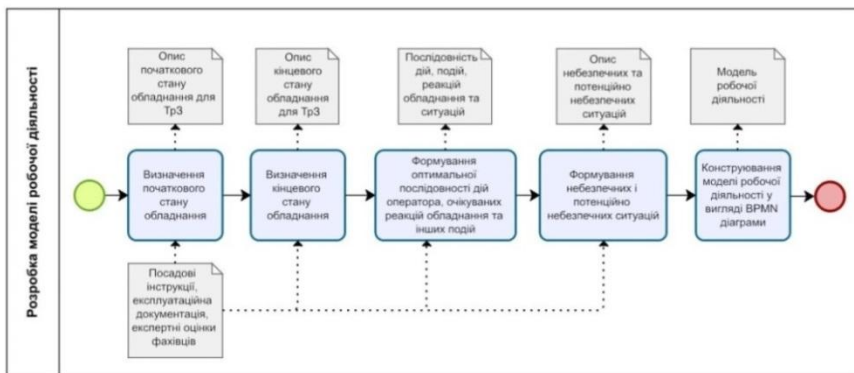 Розробка моделі робочої діяльності
Опис
початкового
стану
обладнання для
ТрЗ
Опис
кінцевого
стану
обладнання
для ТрЗ
Послідовність
дій, подій,
реакцій
обладнання та
ситуацій
Опис
небезпечних та
потенційно
небезпечних
ситуацій
Модель
робочої
діяльності
Визначення
початкового
стану
обладнання
Визначення
кінцевого
стану
обладнання
Формування
оптимальної
послідовності дій
оператора, очікуваних
реакцій обладнання та
інших подій
Формування
небезпечних і
потенційно
небезпечних ситуацій
Конструювання
моделі робочої
діяльності у
вигляді BPMN
діаграми
Посадові
інструкції,
експлуатаційна
документація,
експертні оцінки
фахівців